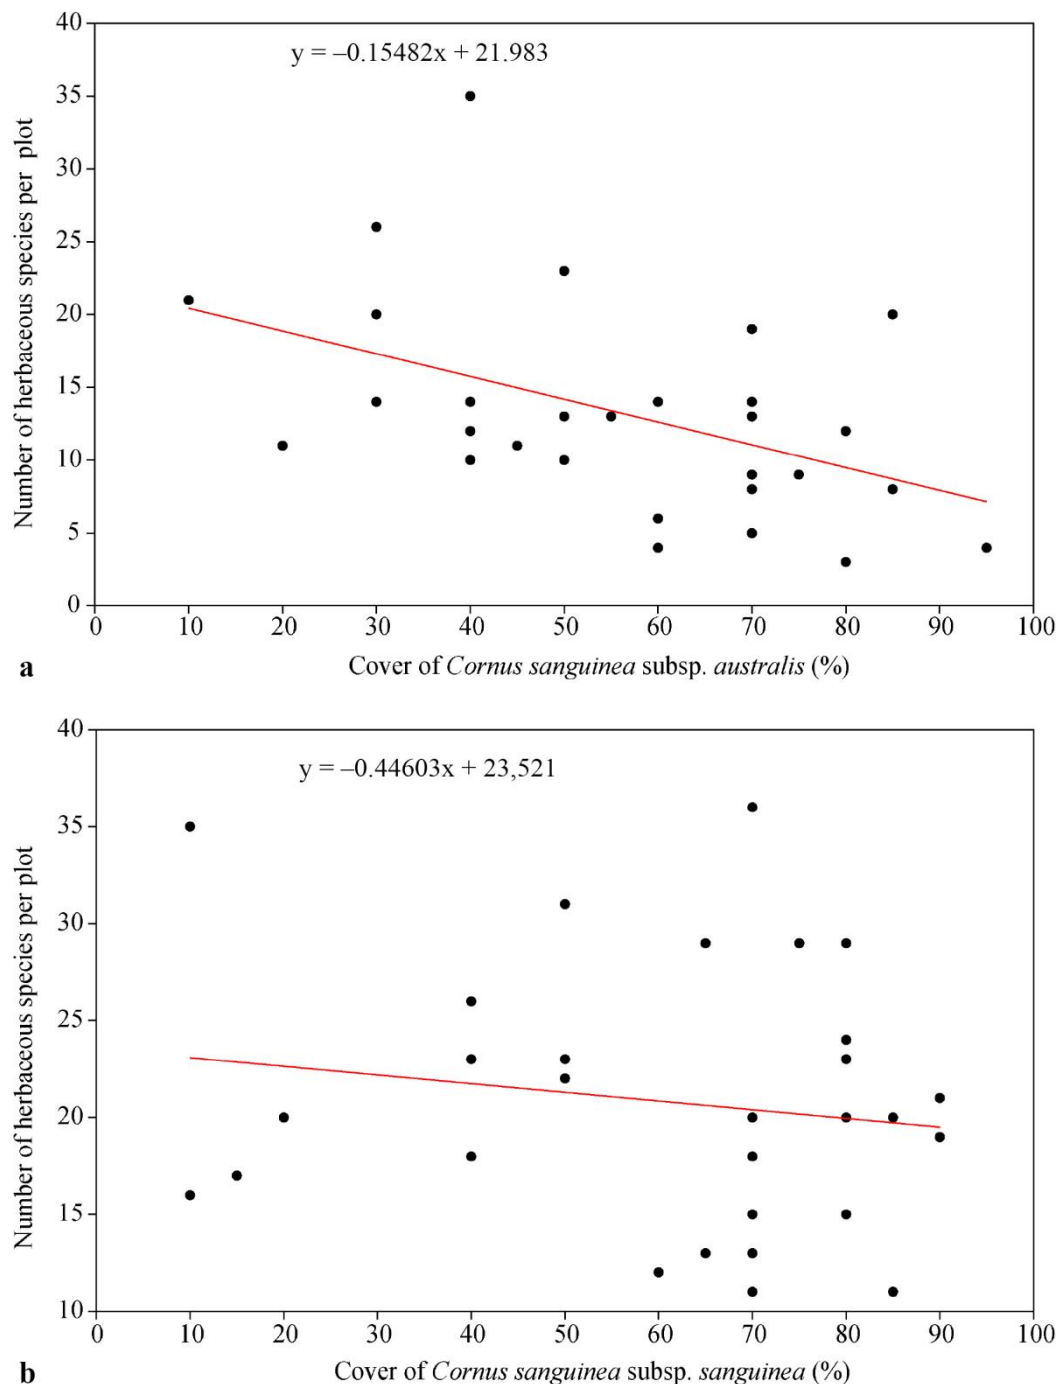 40
y = –0.15482x + 21.983
35
30
25
20
15
10
5
0
Number of herbaceous species per plot
0 10 20 30 40 50 60 70 80 90 100
a Cover of Cornus sanguinea subsp. australis (%)
40
y = –0.44603x + 23,521
35
30
25
20
15
10
Number of herbaceous species per plot
0 10 20 30 40 50 60 70 80 90 100
b Cover of Cornus sanguinea subsp. sanguinea (%)